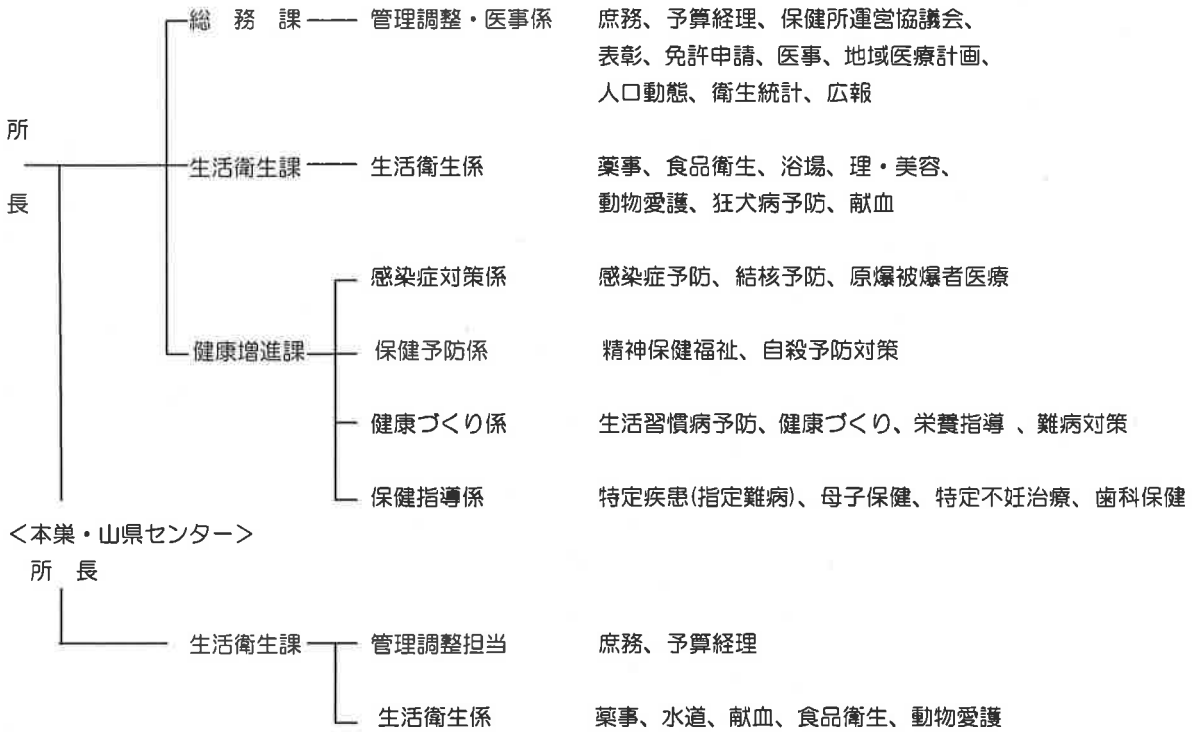 総　務　課 管理調整・医事係 庶務、予算経理、保健所運営協議会、
表彰、免許申請、医事、地域医療計画、
人口動態、衛生統計、広報
所
長
生活衛生課 生活衛生係 薬事、食品衛生、浴場、理・美容、
動物愛護、狂犬病予防、献血
感染症対策係 感染症予防、結核予防、原爆被爆者医療
健康増進課 保健予防係 精神保健福祉、自殺予防対策
健康づくり係 生活習慣病予防、健康づくり、栄養指導 、難病対策
保健指導係 特定疾患(指定難病)、母子保健、特定不妊治療、歯科保健
＜本巣・山県センター＞
所　長
生活衛生課 管理調整担当 庶務、予算経理
生活衛生係 薬事、水道、献血、食品衛生、動物愛護